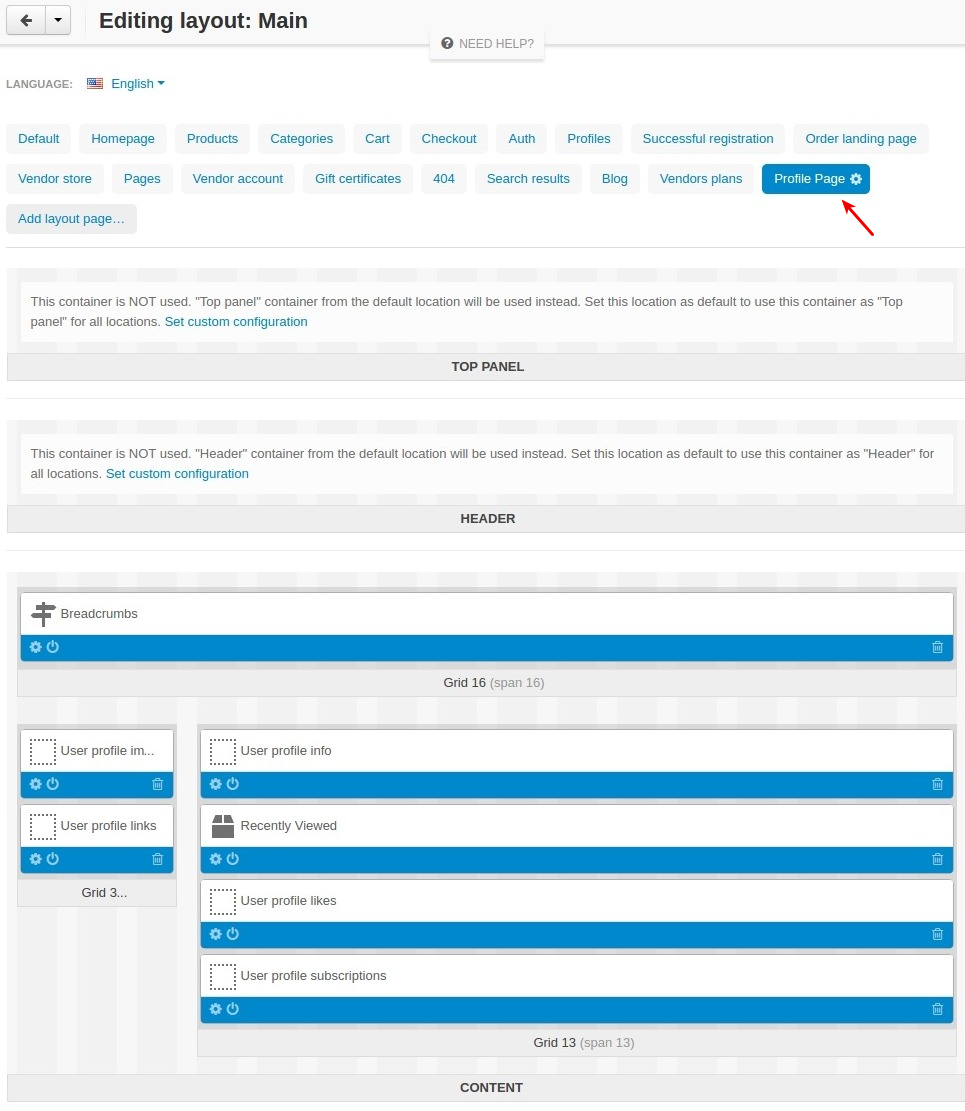 Editing layout: Main
NEED HELP?
LANGUAGE: English
Default Homepage Products Categories Cart Checkout Auth Profiles Successful registration Order landing page
Vendor store Pages Vendor account Gift certificates 404 Search results Blog Vendors plans Profile Page
Add layout page…
This container is NOT used. "Top panel" container from the default location will be used instead. Set this location as default to use this container as "Top
panel" for all locations. Set custom configuration
TOP PANEL
This container is NOT used. "Header" container from the default location will be used instead. Set this location as default to use this container as "Header" for
all locations. Set custom configuration
HEADER
Breadcrumbs
Grid 16 (span 16)
User profile im...
User profile links
Grid 3...
User profile info
Recently Viewed
User profile likes
User profile subscriptions
Grid 13 (span 13)
CONTENT